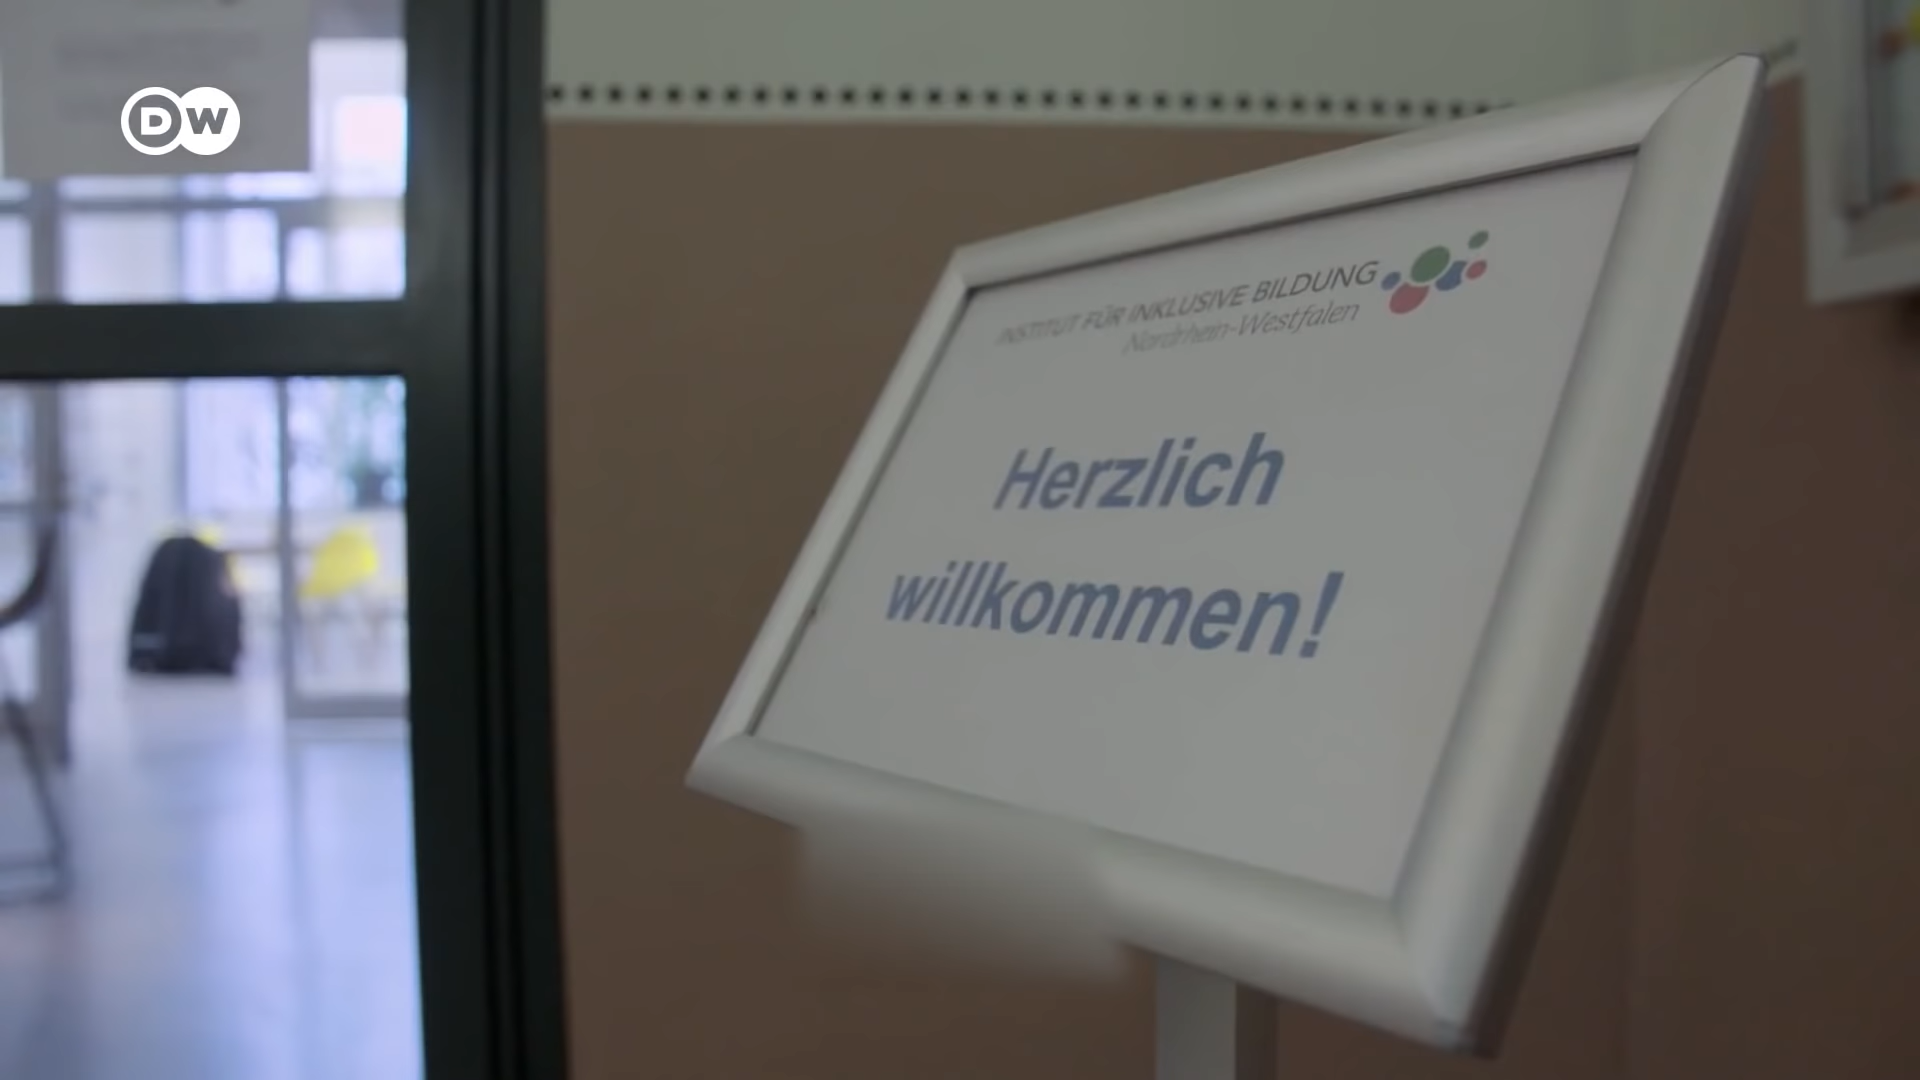 DW
INSTITUT FÜR INKLUSIVE BILDUNG
Nordrhein-Westfalen
Herzlich
willkommen!